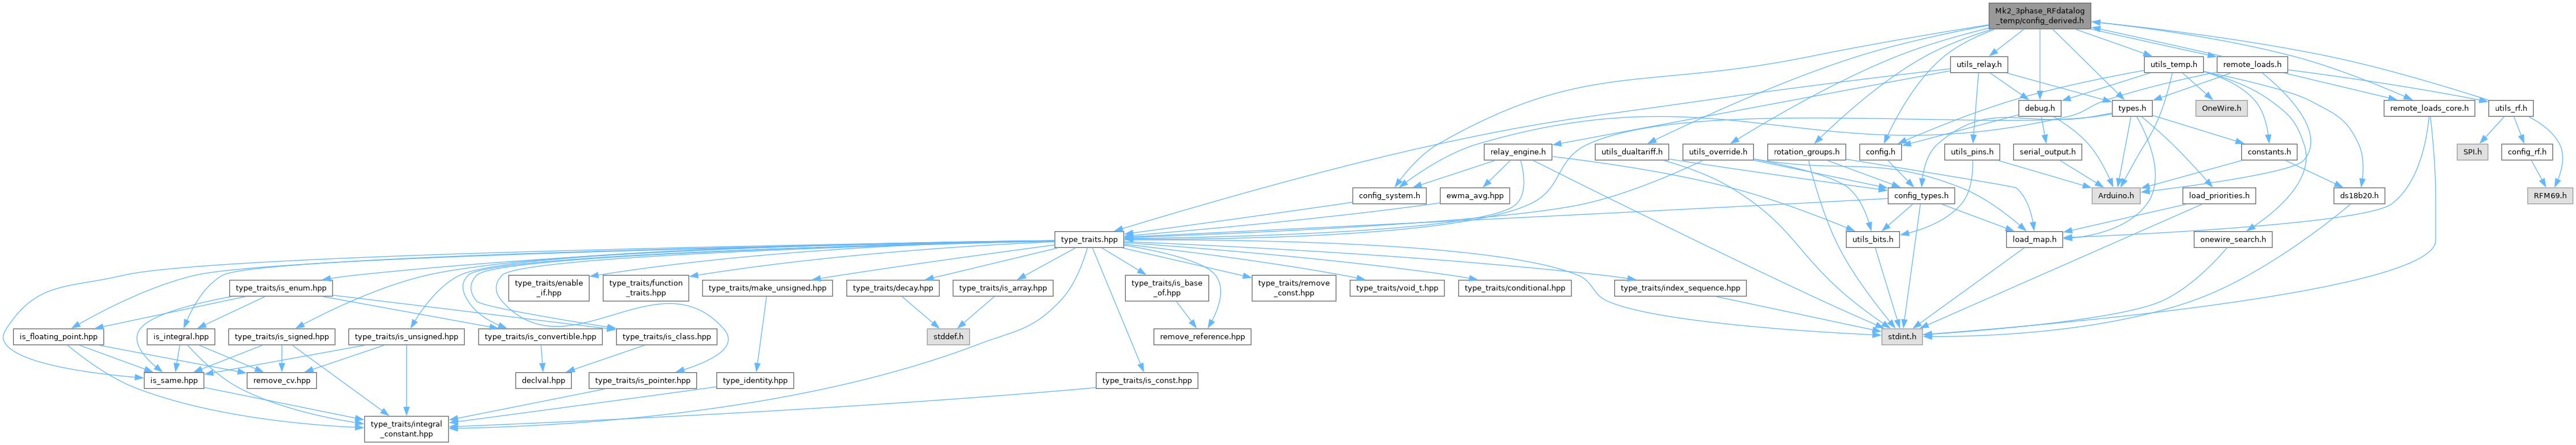 Mk2_3phase_RFdatalog
_temp/config_derived.h
utils_relay.h
utils_temp.h
remote_loads.h
debug.h
OneWire.h
types.h
remote_loads_core.h
utils_rf.h
relay_engine.h
utils_dualtariff.h
utils_override.h
rotation_groups.h
config.h
utils_pins.h
serial_output.h
constants.h
SPI.h
config_rf.h
config_system.h
ewma_avg.hpp
config_types.h
Arduino.h
load_priorities.h
ds18b20.h
RFM69.h
type_traits.hpp
utils_bits.h
load_map.h
onewire_search.h
type_traits/is_enum.hpp
type_traits/enable
_if.hpp
type_traits/function
_traits.hpp
type_traits/make_unsigned.hpp
type_traits/decay.hpp
type_traits/is_array.hpp
type_traits/is_base
_of.hpp
type_traits/remove
_const.hpp
type_traits/void_t.hpp
type_traits/conditional.hpp
type_traits/index_sequence.hpp
is_floating_point.hpp
is_integral.hpp
type_traits/is_signed.hpp
type_traits/is_unsigned.hpp
type_traits/is_convertible.hpp
type_traits/is_class.hpp
stddef.h
remove_reference.hpp
stdint.h
is_same.hpp
remove_cv.hpp
declval.hpp
type_traits/is_pointer.hpp
type_identity.hpp
type_traits/is_const.hpp
type_traits/integral
_constant.hpp